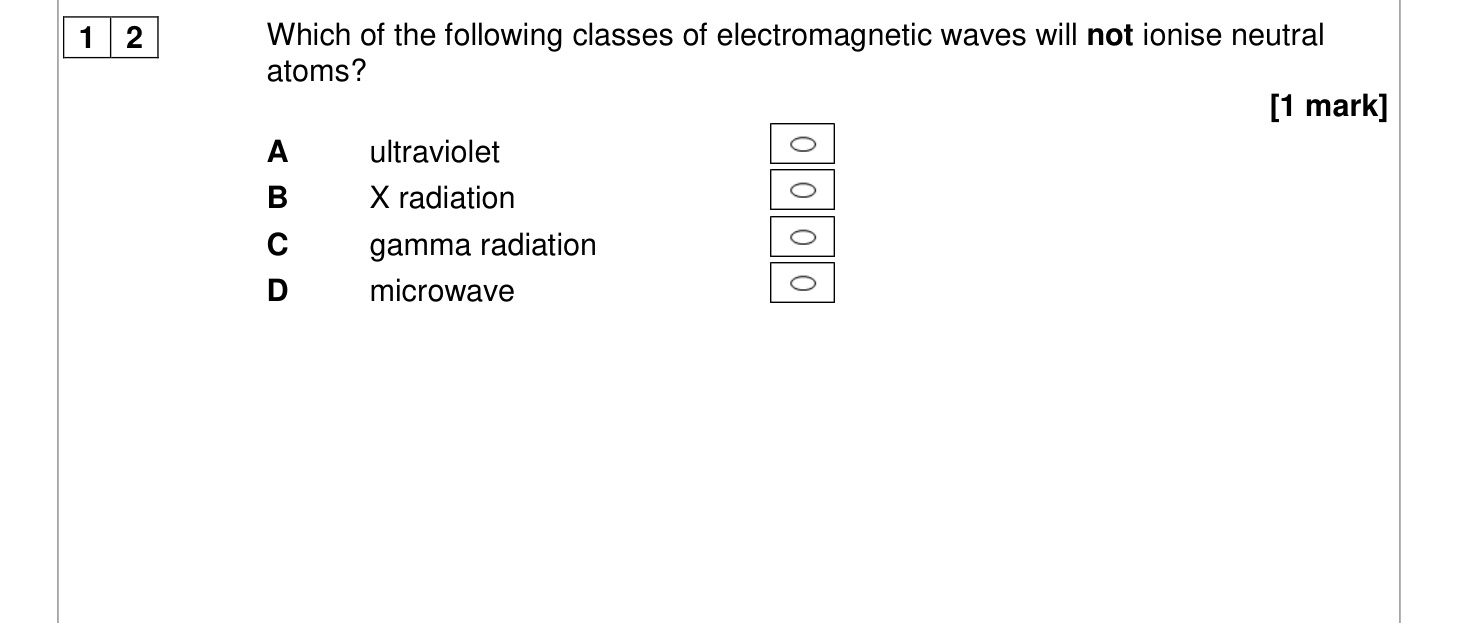 1 2 Which of the following classes of electromagnetic waves will not ionise neutral
atoms?
[1 mark]
A ultraviolet
B X radiation
C gamma radiation
D microwave